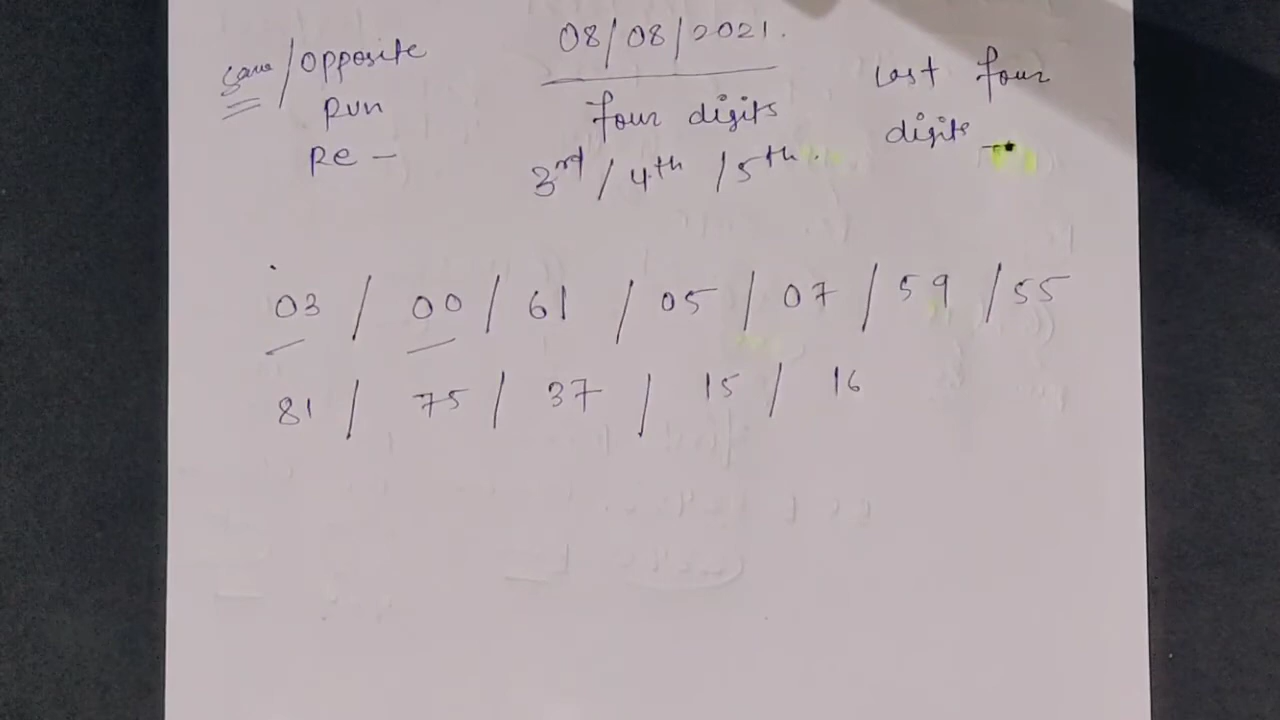 08/08/2021.
Same/Opposite
Run
Re -
four digits
3rd/4th/5th.
Last four
digits -
03 / 00 / 61 / 05 / 07 / 59 / 55
81 / 75 / 37 / 15 / 16